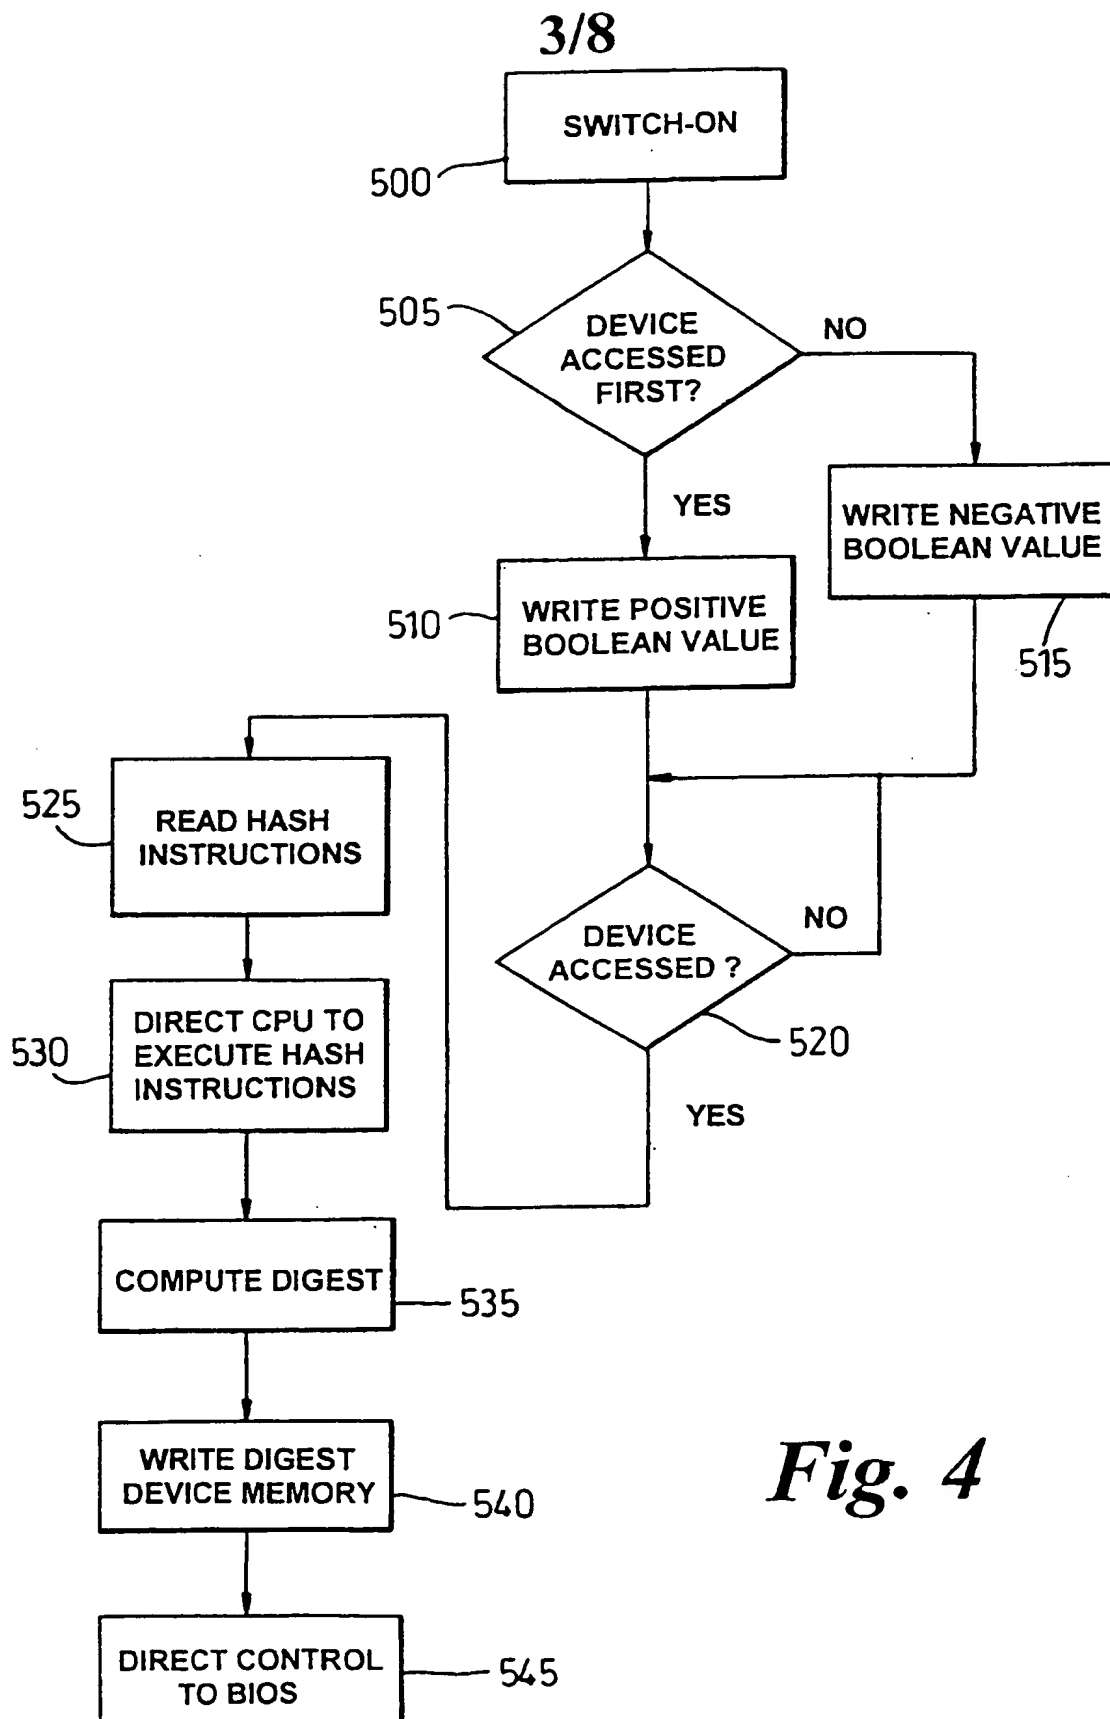 3/8
SWITCH-ON
500
505
DEVICE
ACCESSED
FIRST?
NO
YES
WRITE NEGATIVE
BOOLEAN VALUE
515
510
WRITE POSITIVE
BOOLEAN VALUE
525
READ HASH
INSTRUCTIONS
DEVICE
ACCESSED ?
NO
520
YES
530
DIRECT CPU TO
EXECUTE HASH
INSTRUCTIONS
COMPUTE DIGEST
535
WRITE DIGEST
DEVICE MEMORY
540
DIRECT CONTROL
TO BIOS
545
Fig. 4